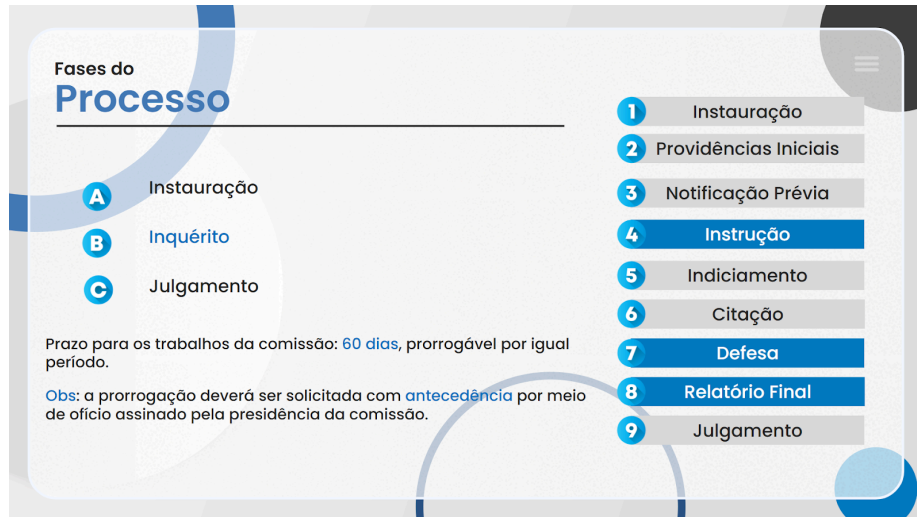 Fases do
Processo
A Instauração
B Inquérito
C Julgamento
Prazo para os trabalhos da comissão: 60 dias, prorrogável por igual
período.
Obs: a prorrogação deverá ser solicitada com antecedência por meio
de ofício assinado pela presidência da comissão.
1 Instauração
2 Providências Iniciais
3 Notificação Prévia
4 Instrução
5 Indiciamento
6 Citação
7 Defesa
8 Relatório Final
9 Julgamento